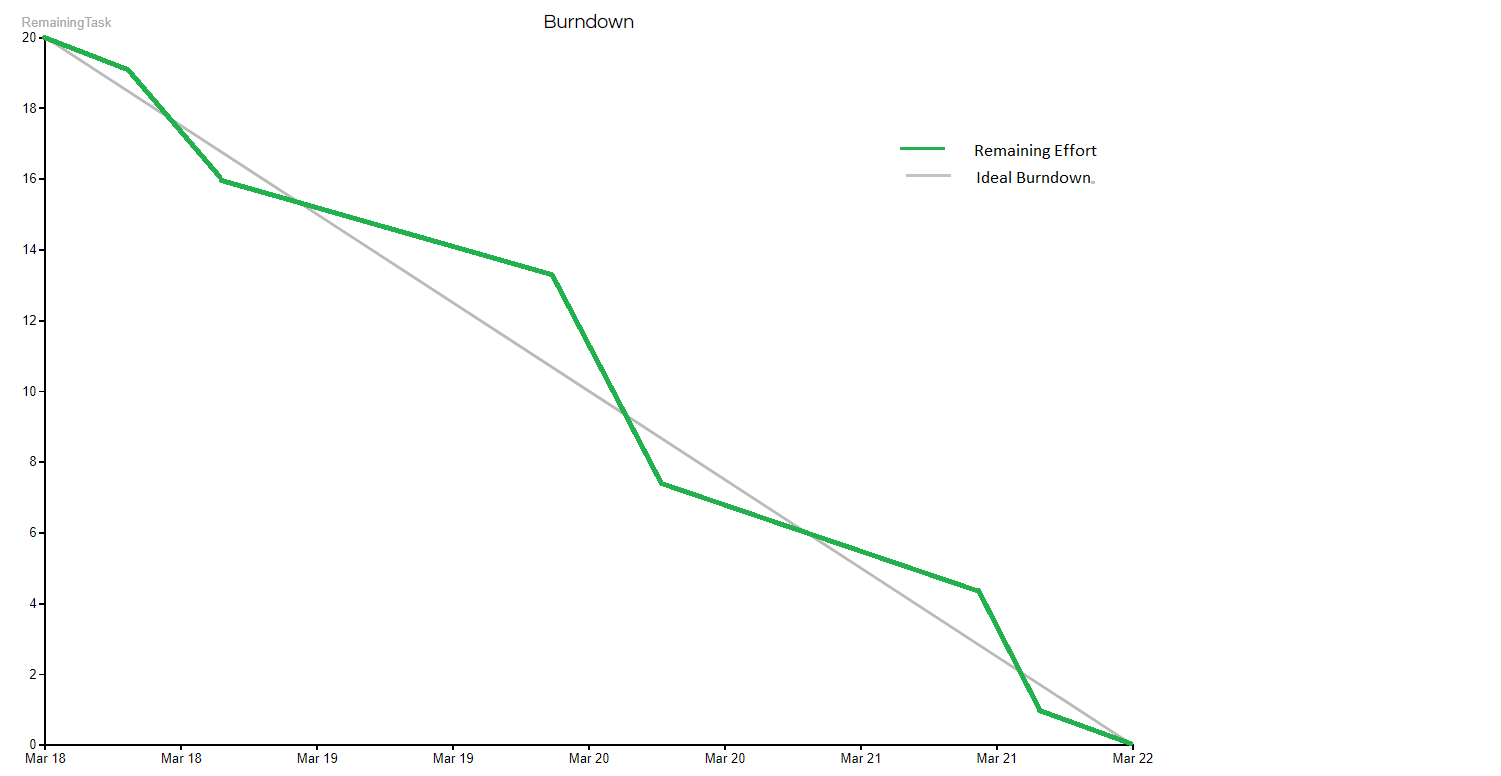 Burndown
RemainingTask
20
18
16
14
12
10
8
6
4
2
0
Remaining Effort
Ideal Burndown
Mar 18 Mar 18 Mar 19 Mar 19 Mar 20 Mar 20 Mar 21 Mar 21 Mar 22